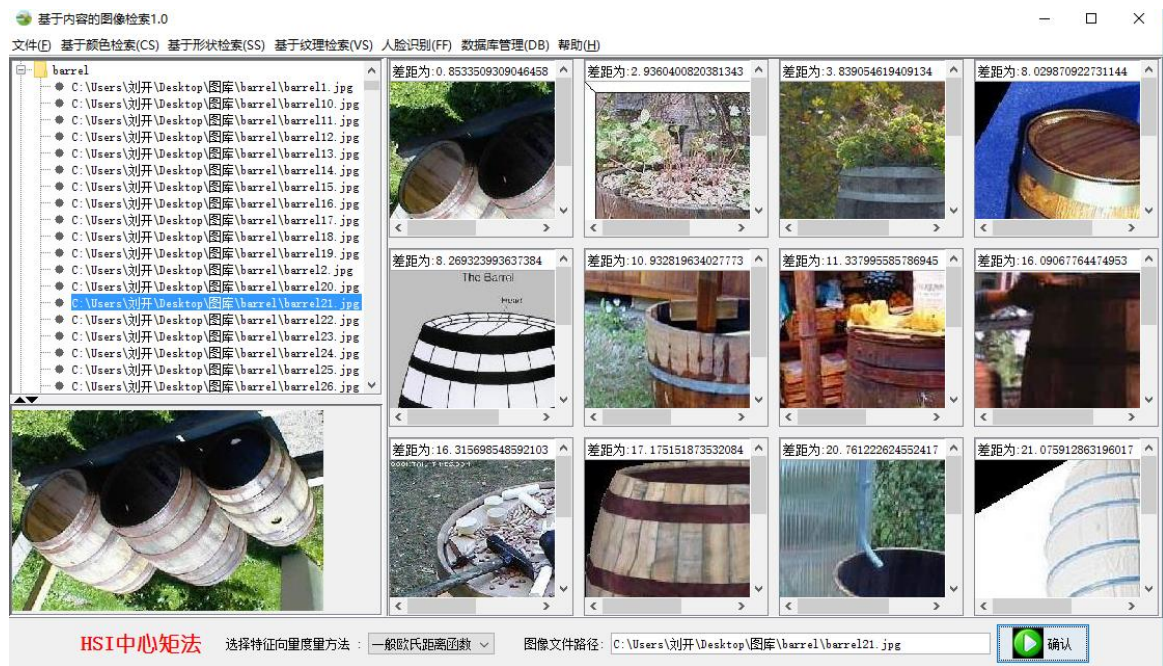 基于内容的图像检索1.0
文件(F) 基于颜色检索(CS) 基于形状检索(SS) 基于纹理检索(VS) 人脸识别(FF) 数据库管理(DB) 帮助(H)
barrel
C:\Users\刘开\Desktop\图库\barrel\barrel1.jpg
C:\Users\刘开\Desktop\图库\barrel\barrel10.jpg
C:\Users\刘开\Desktop\图库\barrel\barrel11.jpg
C:\Users\刘开\Desktop\图库\barrel\barrel12.jpg
C:\Users\刘开\Desktop\图库\barrel\barrel13.jpg
C:\Users\刘开\Desktop\图库\barrel\barrel14.jpg
C:\Users\刘开\Desktop\图库\barrel\barrel15.jpg
C:\Users\刘开\Desktop\图库\barrel\barrel16.jpg
C:\Users\刘开\Desktop\图库\barrel\barrel17.jpg
C:\Users\刘开\Desktop\图库\barrel\barrel18.jpg
C:\Users\刘开\Desktop\图库\barrel\barrel19.jpg
C:\Users\刘开\Desktop\图库\barrel\barrel2.jpg
C:\Users\刘开\Desktop\图库\barrel\barrel20.jpg
C:\Users\刘开\Desktop\图库\barrel\barrel21.jpg
C:\Users\刘开\Desktop\图库\barrel\barrel22.jpg
C:\Users\刘开\Desktop\图库\barrel\barrel23.jpg
C:\Users\刘开\Desktop\图库\barrel\barrel24.jpg
C:\Users\刘开\Desktop\图库\barrel\barrel25.jpg
C:\Users\刘开\Desktop\图库\barrel\barrel26.jpg
差距为:0.8533509309046458
差距为:2.9360400820381343
差距为:3.839054619409134
差距为:8.029870922731144
差距为:8.269323993637384
The Barrel
Head
差距为:10.932819634027773
差距为:11.337995585786945
差距为:16.09067764474953
差距为:16.315698548592103
差距为:17.175151873532084
差距为:20.761222624552417
差距为:21.075912863196017
HSI中心矩法
选择特征向量度量方法 : 一般欧氏距离函数
图像文件路径: C:\Users\刘开\Desktop\图库\barrel\barrel21.jpg
确认